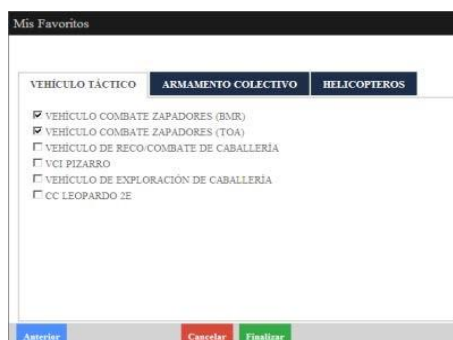 Mis Favoritos
VEHÍCULO TÁCTICO ARMAMENTO COLECTIVO HELICOPTEROS
VEHÍCULO COMBATE ZAPADORES (BMR)
VEHÍCULO COMBATE ZAPADORES (TOA)
VEHÍCULO DE RECO/COMBATE DE CABALLERÍA
VCI PIZARRO
VEHÍCULO DE EXPLORACIÓN DE CABALLERÍA
CC LEOPARDO 2E
Anterior Cancelar Finalizar